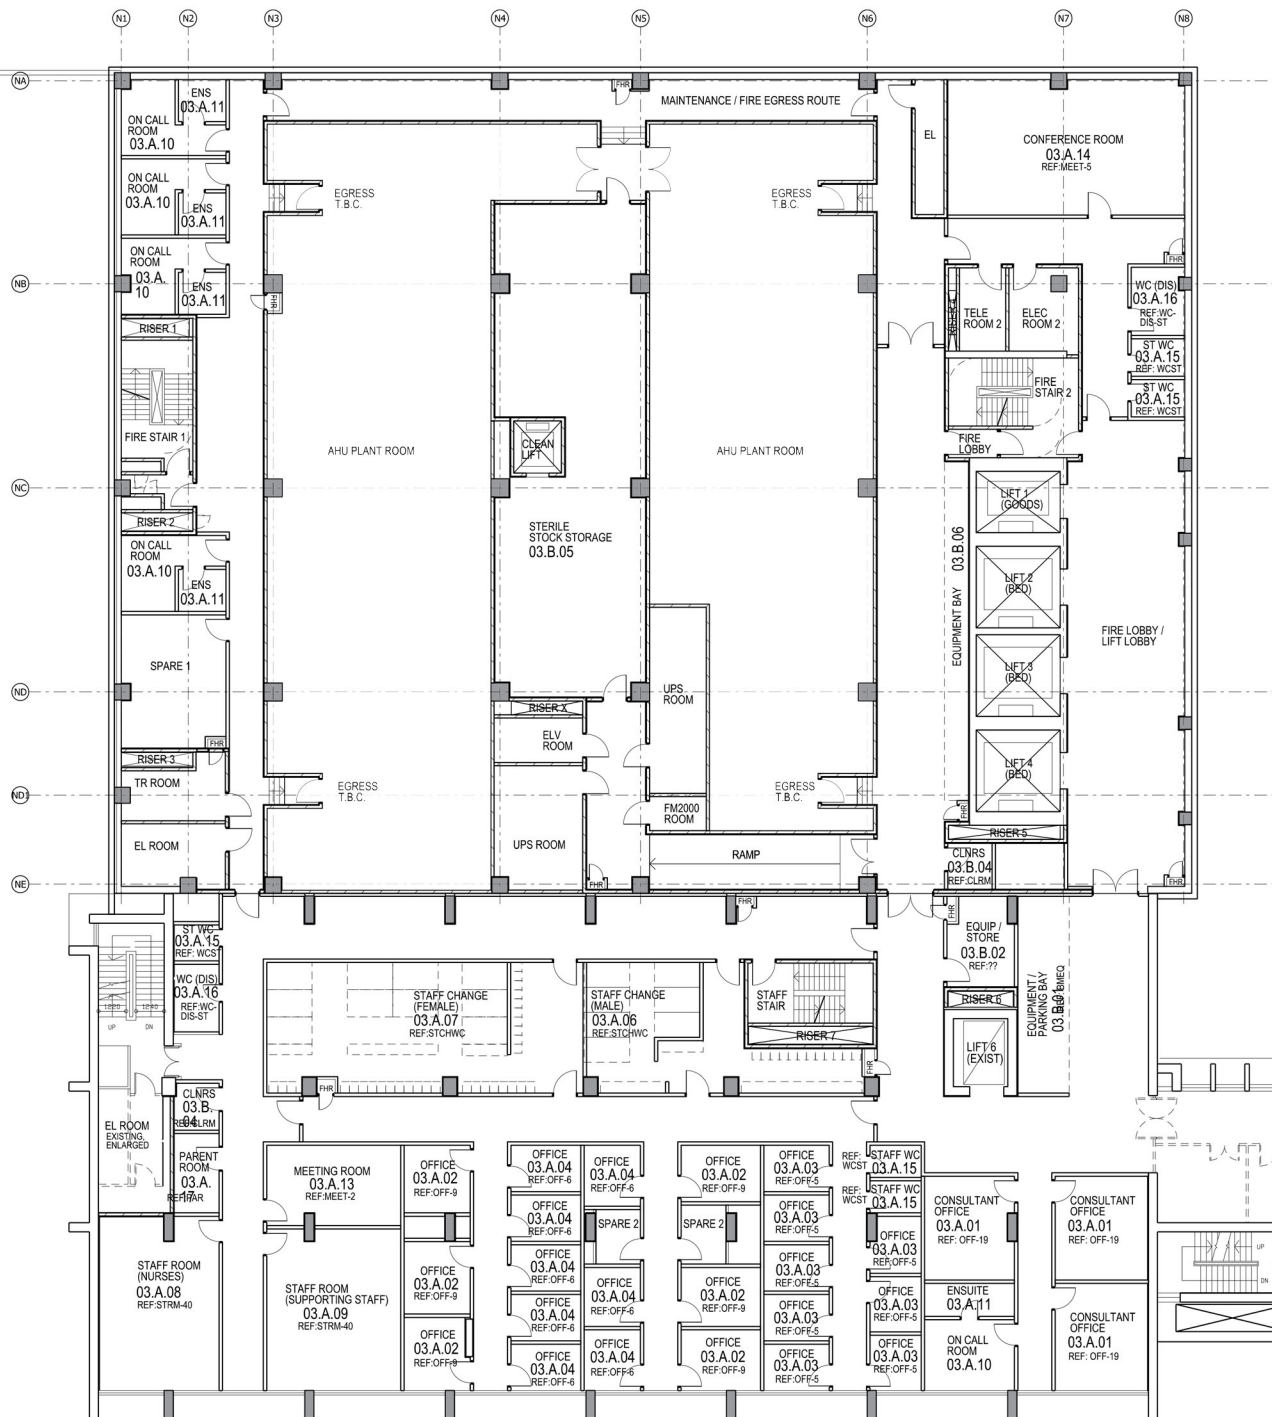 N1
N2
N3
N4
N5
N6
N7
N8
NA
NB
NC
ND
ND1
NE
ENS
03.A.11
ON CALL
ROOM
03.A.10
ON CALL
ROOM
03.A.10
ENS
03.A.11
ON CALL
ROOM
03.A.
10
ENS
03.A.11
RISER 1
FIRE STAIR 1
RISER 2
ON CALL
ROOM
03.A.10
ENS
03.A.11
SPARE 1
FHR
RISER 3
TR ROOM
EL ROOM
FHR
MAINTENANCE / FIRE EGRESS ROUTE
EGRESS
T.B.C.
EGRESS
T.B.C.
FHR
AHU PLANT ROOM
AHU PLANT ROOM
CLEAN
LIFT
STERILE
STOCK STORAGE
03.B.05
RISER X
ELV
ROOM
UPS
ROOM
EGRESS
T.B.C.
EGRESS
T.B.C.
FM2000
ROOM
UPS ROOM
RAMP
FHR
EL
CONFERENCE ROOM
03.A.14
REF:MEET-5
FHR
WC (DIS)
03.A.16
REF:WC-
DIS-ST
ST WC
03.A.15
REF: WCST
ST WC
03.A.15
REF: WCST
TELE
ROOM 2
ELEC
ROOM 2
FIRE
STAIR 2
FIRE
LOBBY
LIFT 1
(GOODS)
LIFT 2
(BED)
LIFT 3
(BED)
LIFT 4
(BED)
EQUIPMENT BAY 03.B.06
FIRE LOBBY /
LIFT LOBBY
FHR
RISER 5
CLNRS
03.B.04
REF:CLRM
FHR
ST WC
03.A.15
REF: WCS
WC (DIS)
03.A.16
REF:WC-
DIS-ST
1220
1240
UP
DN
CLNRS
03.B.
04
EL ROOM
EXISTING,
ENLARGED
PARENT
ROOM
03.A.
17
STAFF CHANGE
(FEMALE)
03.A.07
REF:STCHWC
STAFF CHANGE
(MALE)
03.A.06
REF:STCHWC
FHR
STAFF
STAIR
RISER 7
FHR
FHR
FHR
EQUIP /
STORE
03.B.02
REF:??
RISER 6
LIFT 6
(EXIST)
EQUIPMENT /
PARKING BAY
STAFF ROOM
(NURSES)
03.A.08
REF:STRM-40
MEETING ROOM
03.A.13
REF:MEET-2
STAFF ROOM
(SUPPORTING STAFF)
03.A.09
REF:STRM-40
OFFICE
03.A.02
REF:OFF-9
OFFICE
03.A.02
REF:OFF-9
OFFICE
03.A.02
REF:OFF-9
OFFICE
03.A.04
REF:OFF-6
OFFICE
03.A.04
REF:OFF-6
OFFICE
03.A.04
REF:OFF-6
OFFICE
03.A.04
REF:OFF-6
OFFICE
03.A.04
REF:OFF-6
OFFICE
03.A.04
REF:OFF-6
SPARE 2
OFFICE
03.A.04
REF:OFF-6
OFFICE
03.A.04
REF:OFF-6
OFFICE
03.A.02
REF:OFF-9
SPARE 2
OFFICE
03.A.02
REF:OFF-9
OFFICE
03.A.02
REF:OFF-9
OFFICE
03.A.03
REF:OFF-5
OFFICE
03.A.03
REF:OFF-5
OFFICE
03.A.03
REF:OFF-5
OFFICE
03.A.03
REF:OFF-5
OFFICE
03.A.03
REF:OFF-5
REF:
WCST
STAFF WC
03.A.15
REF:
WCST
STAFF WC
03.A.15
OFFICE
03.A.03
REF:OFF-5
OFFICE
03.A.03
REF:OFF-5
OFFICE
03.A.03
REF:OFF-5
CONSULTANT
OFFICE
03.A.01
REF: OFF-19
ENSUITE
03.A.11
ON CALL
ROOM
03.A.10
CONSULTANT
OFFICE
03.A.01
REF: OFF-19
CONSULTANT
OFFICE
03.A.01
REF: OFF-19
UP
DN